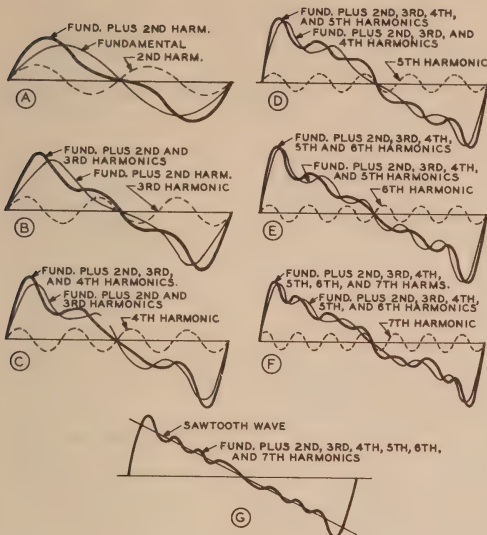 FUND. PLUS 2ND HARM.
FUNDAMENTAL
2ND HARM.
A
FUND. PLUS 2ND AND
3RD HARMONICS
FUND. PLUS 2ND HARM.
3RD HARMONIC
B
FUND. PLUS 2ND, 3RD,
AND 4TH HARMONICS.
FUND. PLUS 2ND AND
3RD HARMONICS
4TH HARMONIC
C
FUND. PLUS 2ND, 3RD, 4TH,
AND 5TH HARMONICS
FUND. PLUS 2ND, 3RD, AND
4TH HARMONICS
5TH HARMONIC
D
FUND. PLUS 2ND, 3RD, 4TH,
5TH AND 6TH HARMONICS
FUND. PLUS 2ND, 3RD, 4TH,
AND 5TH HARMONICS
6TH HARMONIC
E
FUND. PLUS 2ND, 3RD, 4TH,
5TH, 6TH, AND 7TH HARMS.
FUND. PLUS 2ND, 3RD, 4TH,
5TH, AND 6TH HARMONICS
7TH HARMONIC
F
SAWTOOTH WAVE
FUND. PLUS 2ND, 3RD, 4TH, 5TH, 6TH,
AND 7TH HARMONICS
G